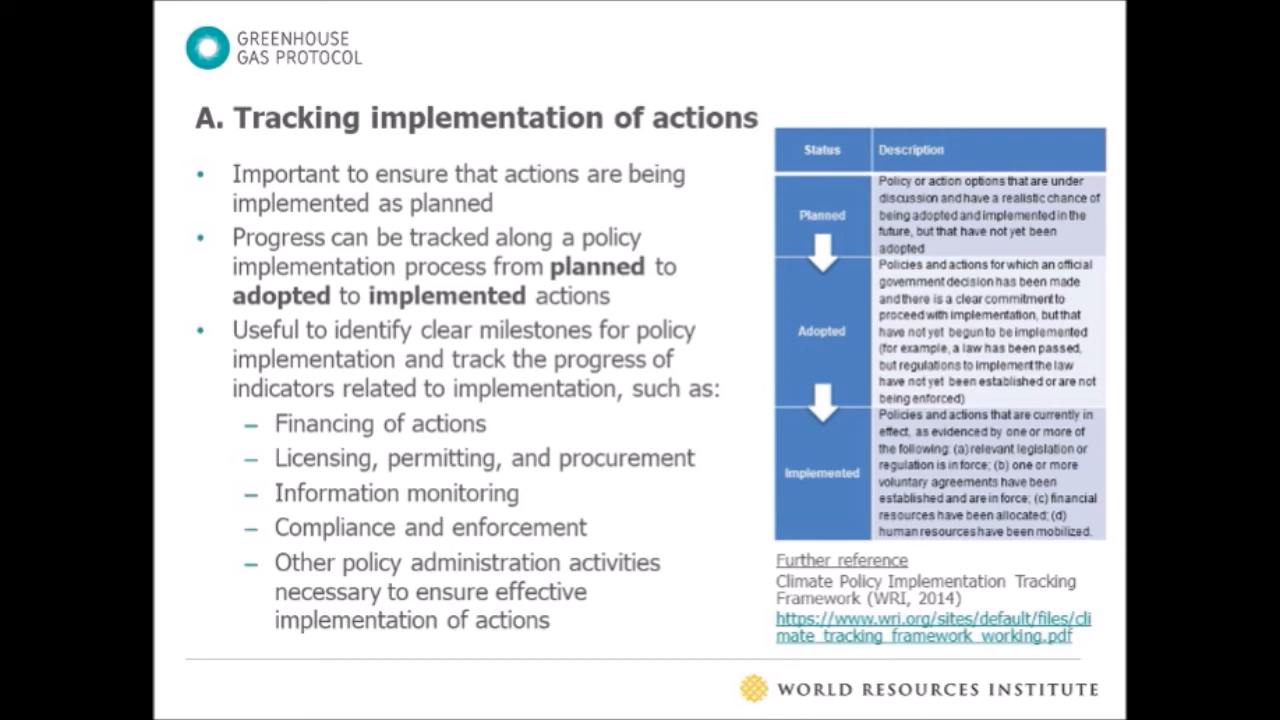 GREENHOUSE
GAS PROTOCOL
A. Tracking implementation of actions
• Important to ensure that actions are being
implemented as planned
• Progress can be tracked along a policy
implementation process from planned to
adopted to implemented actions
• Useful to identify clear milestones for policy
implementation and track the progress of
indicators related to implementation, such as:
– Financing of actions
– Licensing, permitting, and procurement
– Information monitoring
– Compliance and enforcement
– Other policy administration activities
necessary to ensure effective
implementation of actions
Status Description
Planned
Policy or action options that are under
discussion and have a realistic chance of
being adopted and implemented in the
future, but that have not yet been
adopted
Adopted
Policies and actions for which an official
government decision has been made
and there is a clear commitment to
proceed with implementation, but that
have not yet begun to be implemented
(for example, a law has been passed,
but regulations to implement the law
have not yet been established or are not
being enforced)
Implemented
Policies and actions that are currently in
effect, as evidenced by one or more of
the following: (a) relevant legislation or
regulation is in force; (b) one or more
voluntary agreements have been
established and are in force; (c) financial
resources have been allocated; (d)
human resources have been mobilized.
Further reference
Climate Policy Implementation Tracking
Framework (WRI, 2014)
https://www.wri.org/sites/default/files/cli
mate_tracking_framework_working.pdf
WORLD RESOURCES INSTITUTE